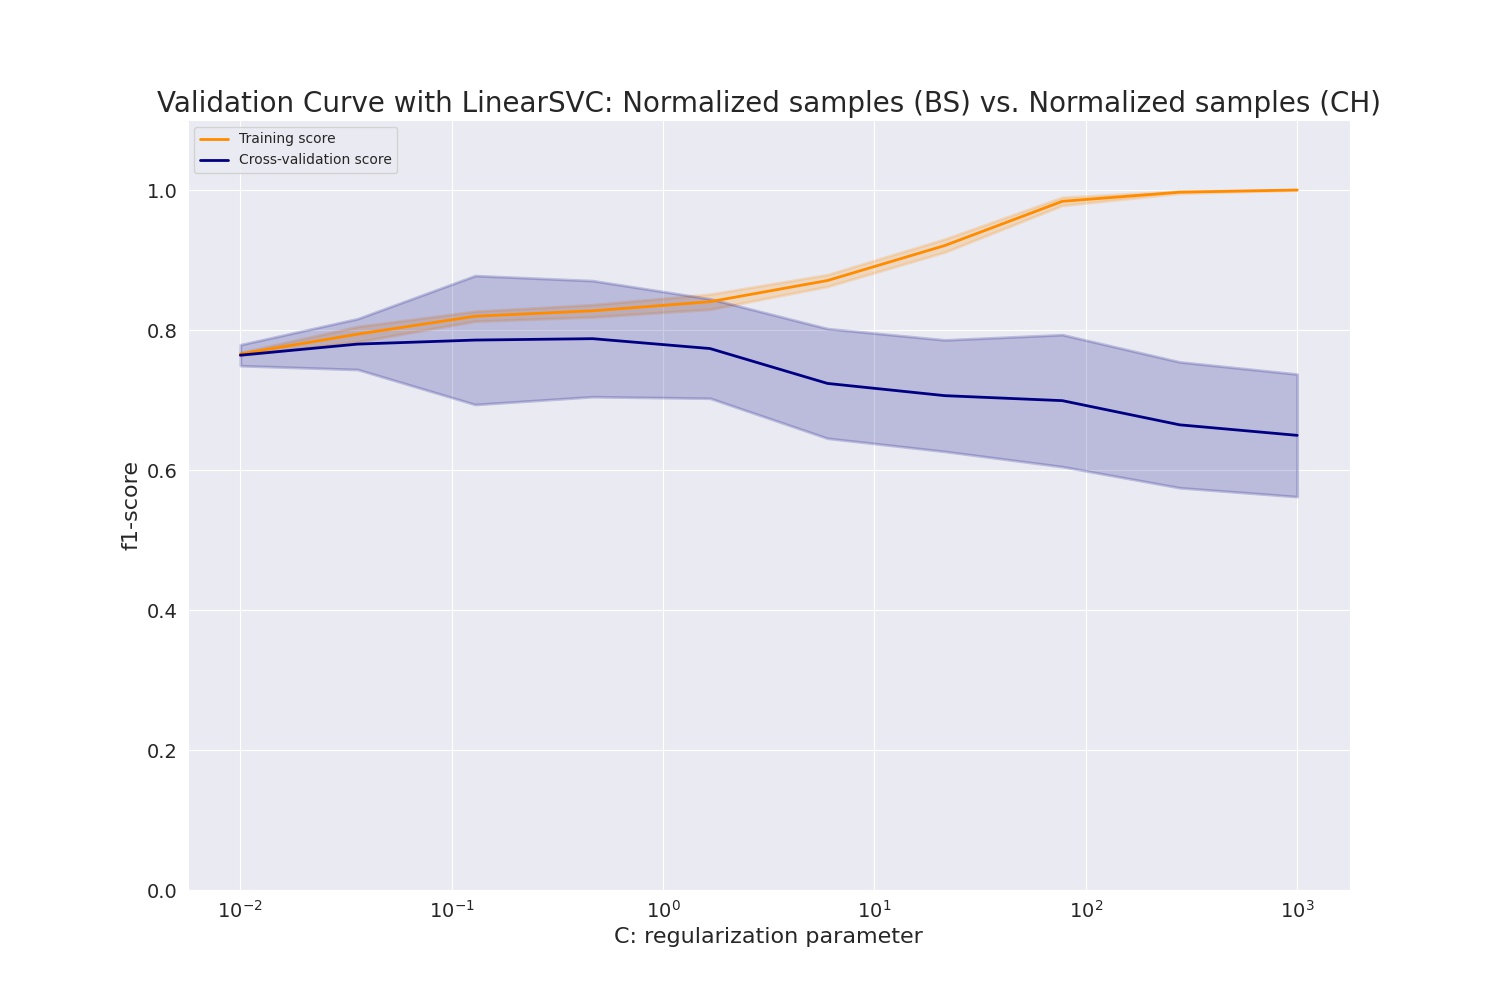 Validation Curve with LinearSVC: Normalized samples (BS) vs. Normalized samples (CH)
Training score
Cross-validation score
1.0
0.8
0.6
0.4
0.2
0.0
f1-score
10⁻² 10⁻¹ 10⁰ 10¹ 10² 10³
C: regularization parameter